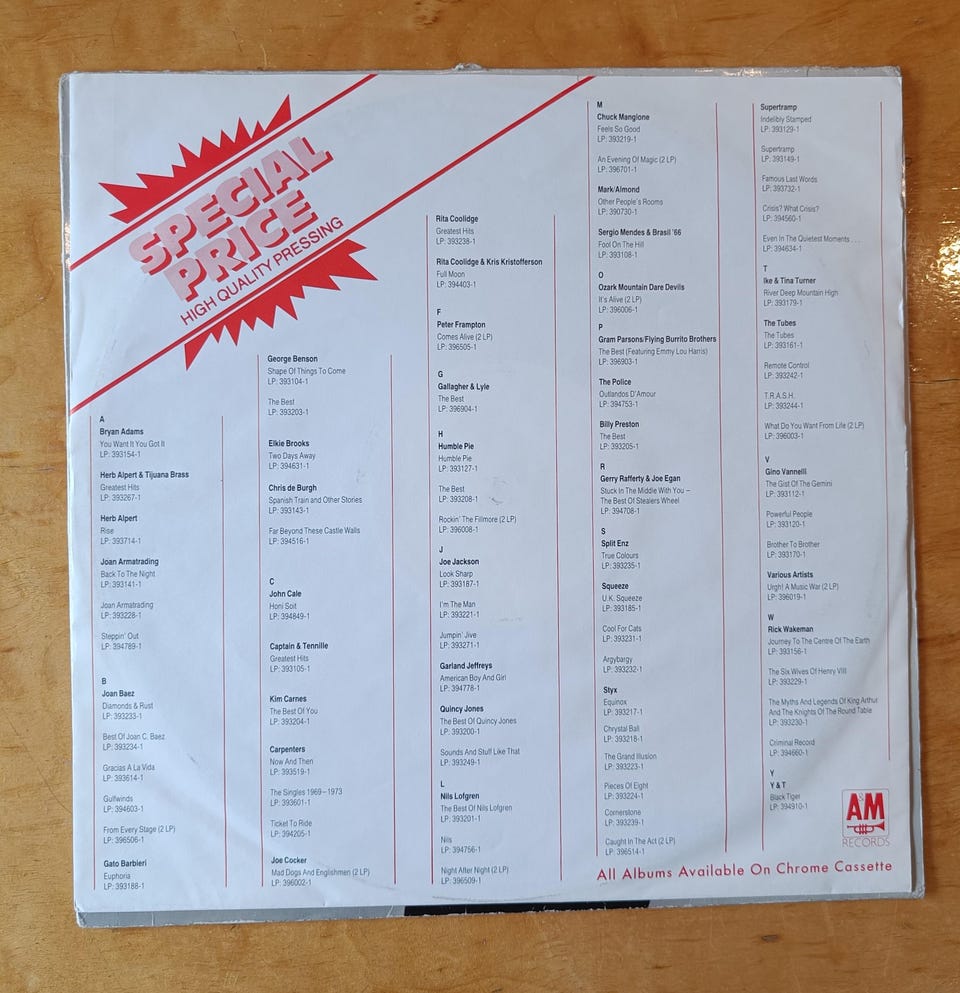 SPECIAL
PRICE
HIGH QUALITY PRESSING
A
Bryan Adams
You Want It You Got It
LP: 393154-1
Herb Alpert & Tijuana Brass
Greatest Hits
LP: 393267-1
Herb Alpert
Rise
LP: 393714-1
Joan Armatrading
Back To The Night
LP: 393141-1
Joan Armatrading
LP: 393228-1
Steppin' Out
LP: 394789-1
B
Joan Baez
Diamonds & Rust
LP: 393233-1
Best Of Joan C. Baez
LP: 393234-1
Gracias A La Vida
LP: 393614-1
Gulfwinds
LP: 394603-1
From Every Stage (2 LP)
LP: 396506-1
Gato Barbieri
Euphoria
LP: 393188-1
George Benson
Shape Of Things To Come
LP: 393104-1
The Best
LP: 393203-1
Elkie Brooks
Two Days Away
LP: 394631-1
Chris de Burgh
Spanish Train and Other Stories
LP: 393143-1
Far Beyond These Castle Walls
LP: 394516-1
C
John Cale
Honi Soit
LP: 394849-1
Captain & Tennille
Greatest Hits
LP: 393105-1
Kim Carnes
The Best Of You
LP: 393204-1
Carpenters
Now And Then
LP: 393519-1
The Singles 1969–1973
LP: 393601-1
Ticket To Ride
LP: 394205-1
Joe Cocker
Mad Dogs And Englishmen (2 LP)
LP: 396002-1
Rita Coolidge
Greatest Hits
LP: 393238-1
Rita Coolidge & Kris Kristofferson
Full Moon
LP: 394403-1
F
Peter Frampton
Comes Alive (2 LP)
LP: 396505-1
G
Gallagher & Lyle
The Best
LP: 396904-1
H
Humble Pie
Humble Pie
LP: 393127-1
The Best
LP: 393208-1
Rockin' The Fillmore (2 LP)
LP: 396008-1
J
Joe Jackson
Look Sharp
LP: 393187-1
I'm The Man
LP: 393221-1
Jumpin' Jive
LP: 393271-1
Garland Jeffreys
American Boy And Girl
LP: 394778-1
Quincy Jones
The Best Of Quincy Jones
LP: 393200-1
Sounds And Stuff Like That
LP: 393249-1
L
Nils Lofgren
The Best Of Nils Lofgren
LP: 393201-1
Nils
LP: 394756-1
Night After Night (2 LP)
LP: 396509-1
M
Chuck Mangione
Feels So Good
LP: 393219-1
An Evening Of Magic (2 LP)
LP: 396701-1
Mark/Almond
Other People's Rooms
LP: 390730-1
Sergio Mendes & Brasil '66
Fool On The Hill
LP: 393108-1
O
Ozark Mountain Dare Devils
It's Alive (2 LP)
LP: 396006-1
P
Gram Parsons/Flying Burrito Brothers
The Best (Featuring Emmy Lou Harris)
LP: 396903-1
The Police
Outlandos D'Amour
LP: 394753-1
Billy Preston
The Best
LP: 393205-1
R
Gerry Rafferty & Joe Egan
Stuck In The Middle With You –
The Best Of Stealers Wheel
LP: 394708-1
S
Split Enz
True Colours
LP: 393235-1
Squeeze
U.K. Squeeze
LP: 393185-1
Cool For Cats
LP: 393231-1
Argybargy
LP: 393232-1
Styx
Equinox
LP: 393217-1
Chrystal Ball
LP: 393218-1
The Grand Illusion
LP: 393223-1
Pieces Of Eight
LP: 393224-1
Cornerstone
LP: 393239-1
Caught In The Act (2 LP)
LP: 396514-1
Supertramp
Indelibly Stamped
LP: 393129-1
Supertramp
LP: 393149-1
Famous Last Words
LP: 393732-1
Crisis? What Crisis?
LP: 394560-1
Even In The Quietest Moments . . .
LP: 394634-1
T
Ike & Tina Turner
River Deep Mountain High
LP: 393179-1
The Tubes
The Tubes
LP: 393161-1
Remote Control
LP: 393242-1
T.R.A.S.H.
LP: 393244-1
What Do You Want From Life (2 LP)
LP: 396003-1
V
Gino Vannelli
The Gist Of The Gemini
LP: 393112-1
Powerful People
LP: 393120-1
Brother To Brother
LP: 393170-1
Various Artists
Urgh! A Music War (2 LP)
LP: 396019-1
W
Rick Wakeman
Journey To The Centre Of The Earth
LP: 393156-1
The Six Wives Of Henry VIII
LP: 393229-1
The Myths And Legends Of King Arthur
And The Knights Of The Round Table
LP: 393230-1
Criminal Record
LP: 394660-1
Y
Y & T
Black Tiger
LP: 394910-1
A&M
RECORDS
All Albums Available On Chrome Cassette